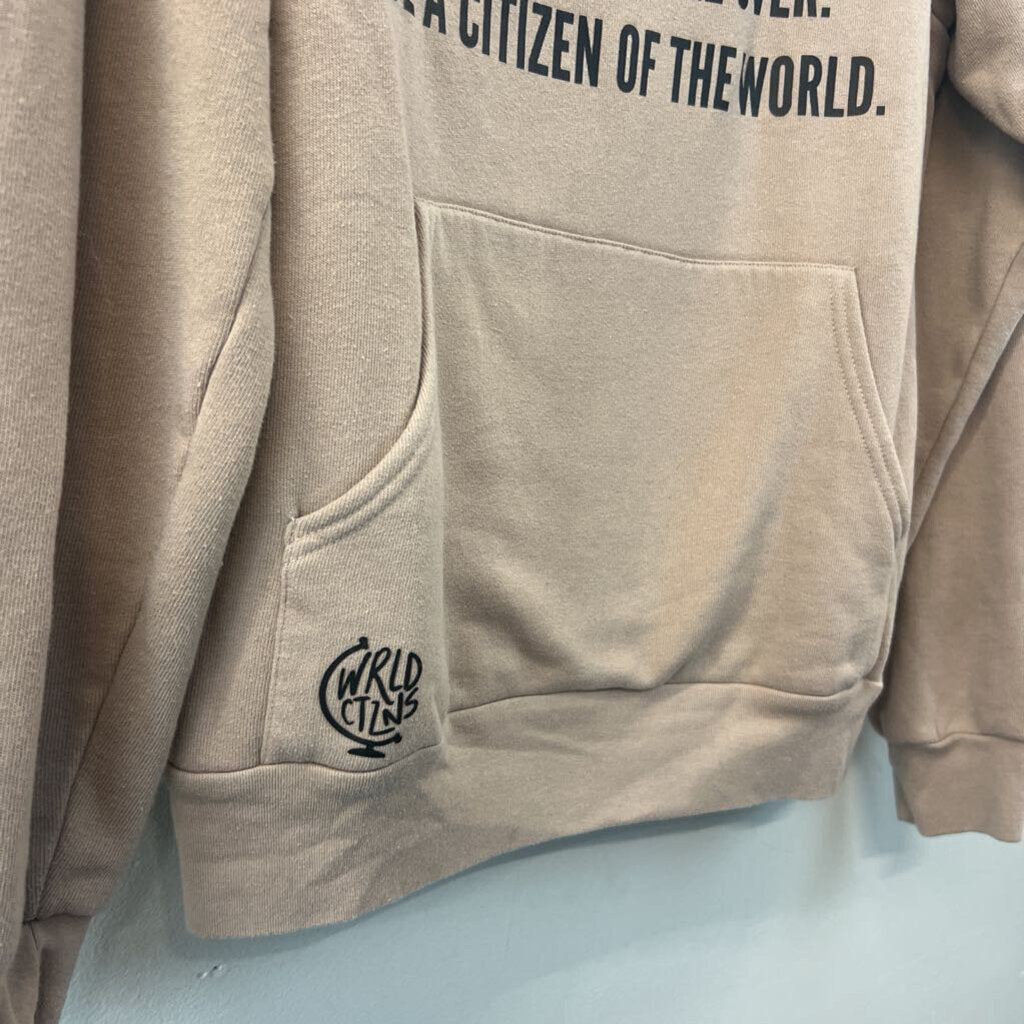 A CITIZEN OF THE WORLD.
WRLD
CTZNS